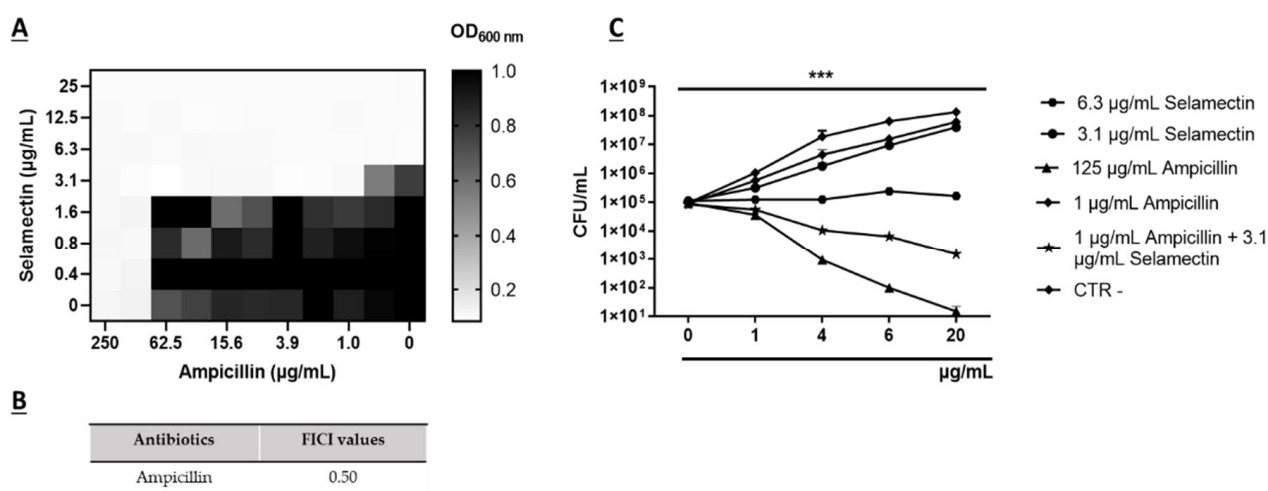 A
OD600 nm
Selamectin (µg/mL)
25
12.5
6.3
3.1
1.6
0.8
0.4
0
250
62.5
15.6
3.9
1.0
0
Ampicillin (µg/mL)
1.0
0.8
0.6
0.4
0.2
B
Antibiotics FICI values
Ampicillin 0.50
C
***
CFU/mL
1×10⁹
1×10⁸
1×10⁷
1×10⁶
1×10⁵
1×10⁴
1×10³
1×10²
1×10¹
0
1
4
6
20
µg/mL
6.3 µg/mL Selamectin
3.1 µg/mL Selamectin
125 µg/mL Ampicillin
1 µg/mL Ampicillin
1 µg/mL Ampicillin + 3.1
µg/mL Selamectin
CTR -